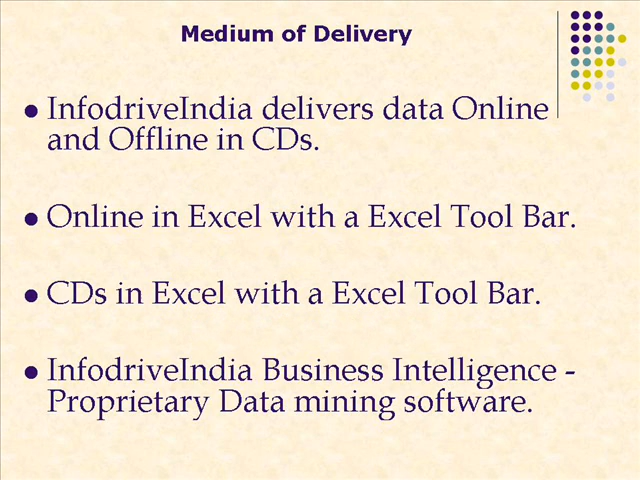 Medium of Delivery
● InfodriveIndia delivers data Online
and Offline in CDs.
● Online in Excel with a Excel Tool Bar.
● CDs in Excel with a Excel Tool Bar.
● InfodriveIndia Business Intelligence -
Proprietary Data mining software.